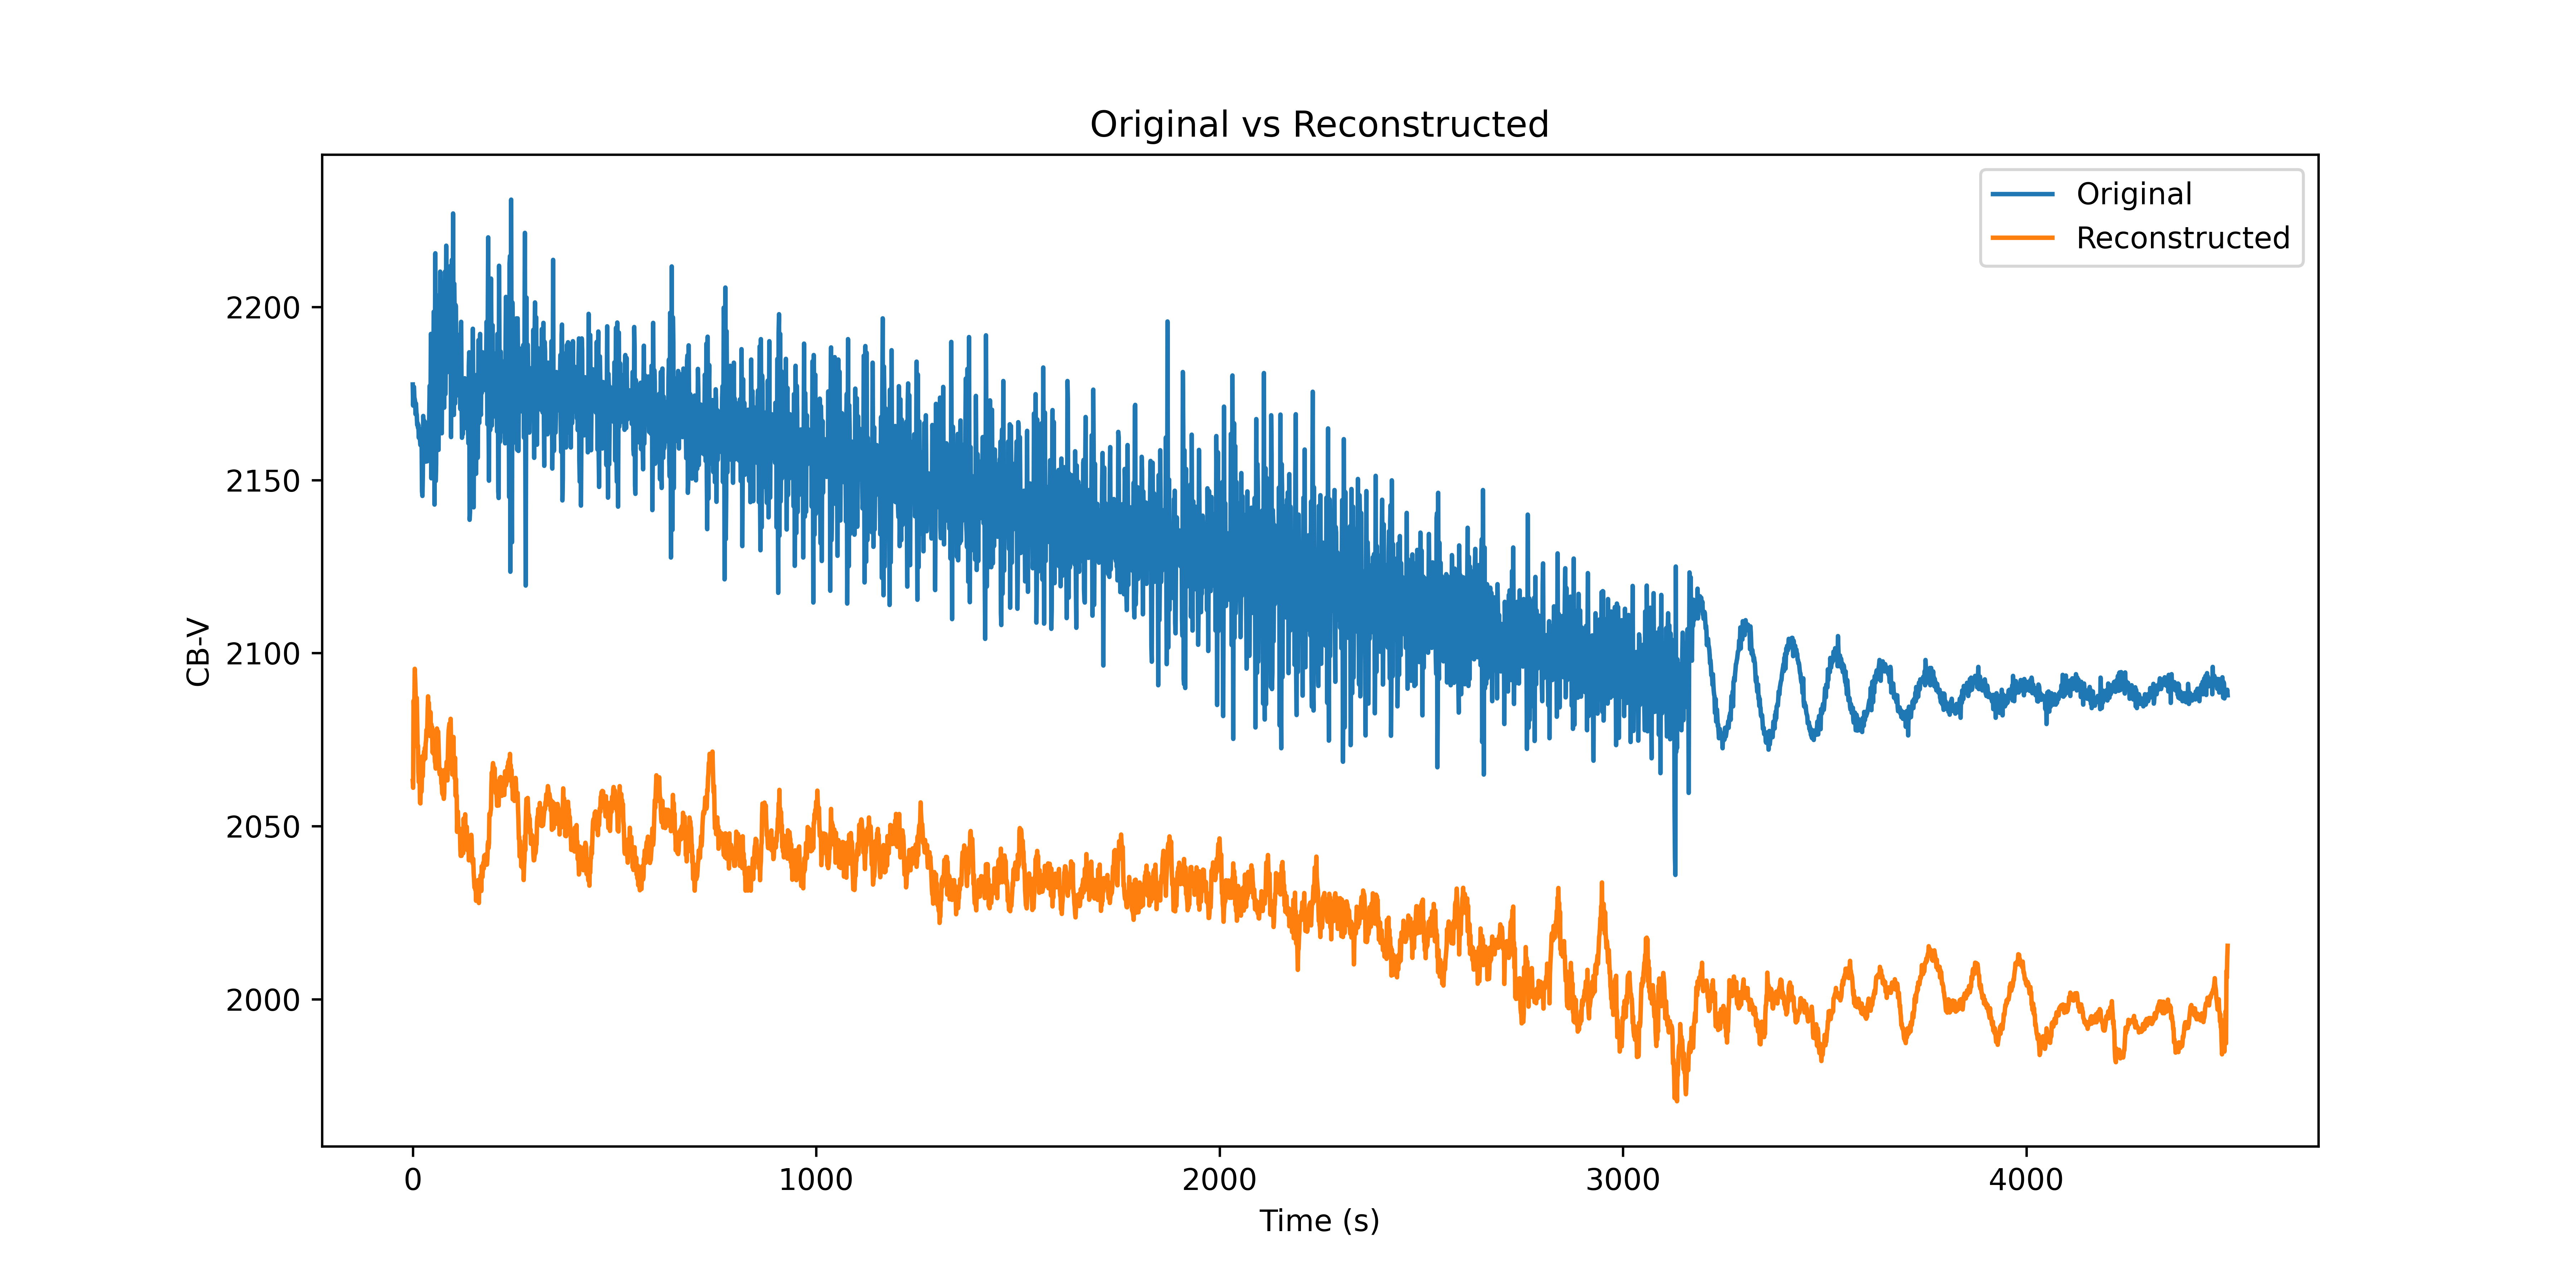 Original vs Reconstructed
Original
Reconstructed
CB-V
2200
2150
2100
2050
2000
0 1000 2000 3000 4000
Time (s)